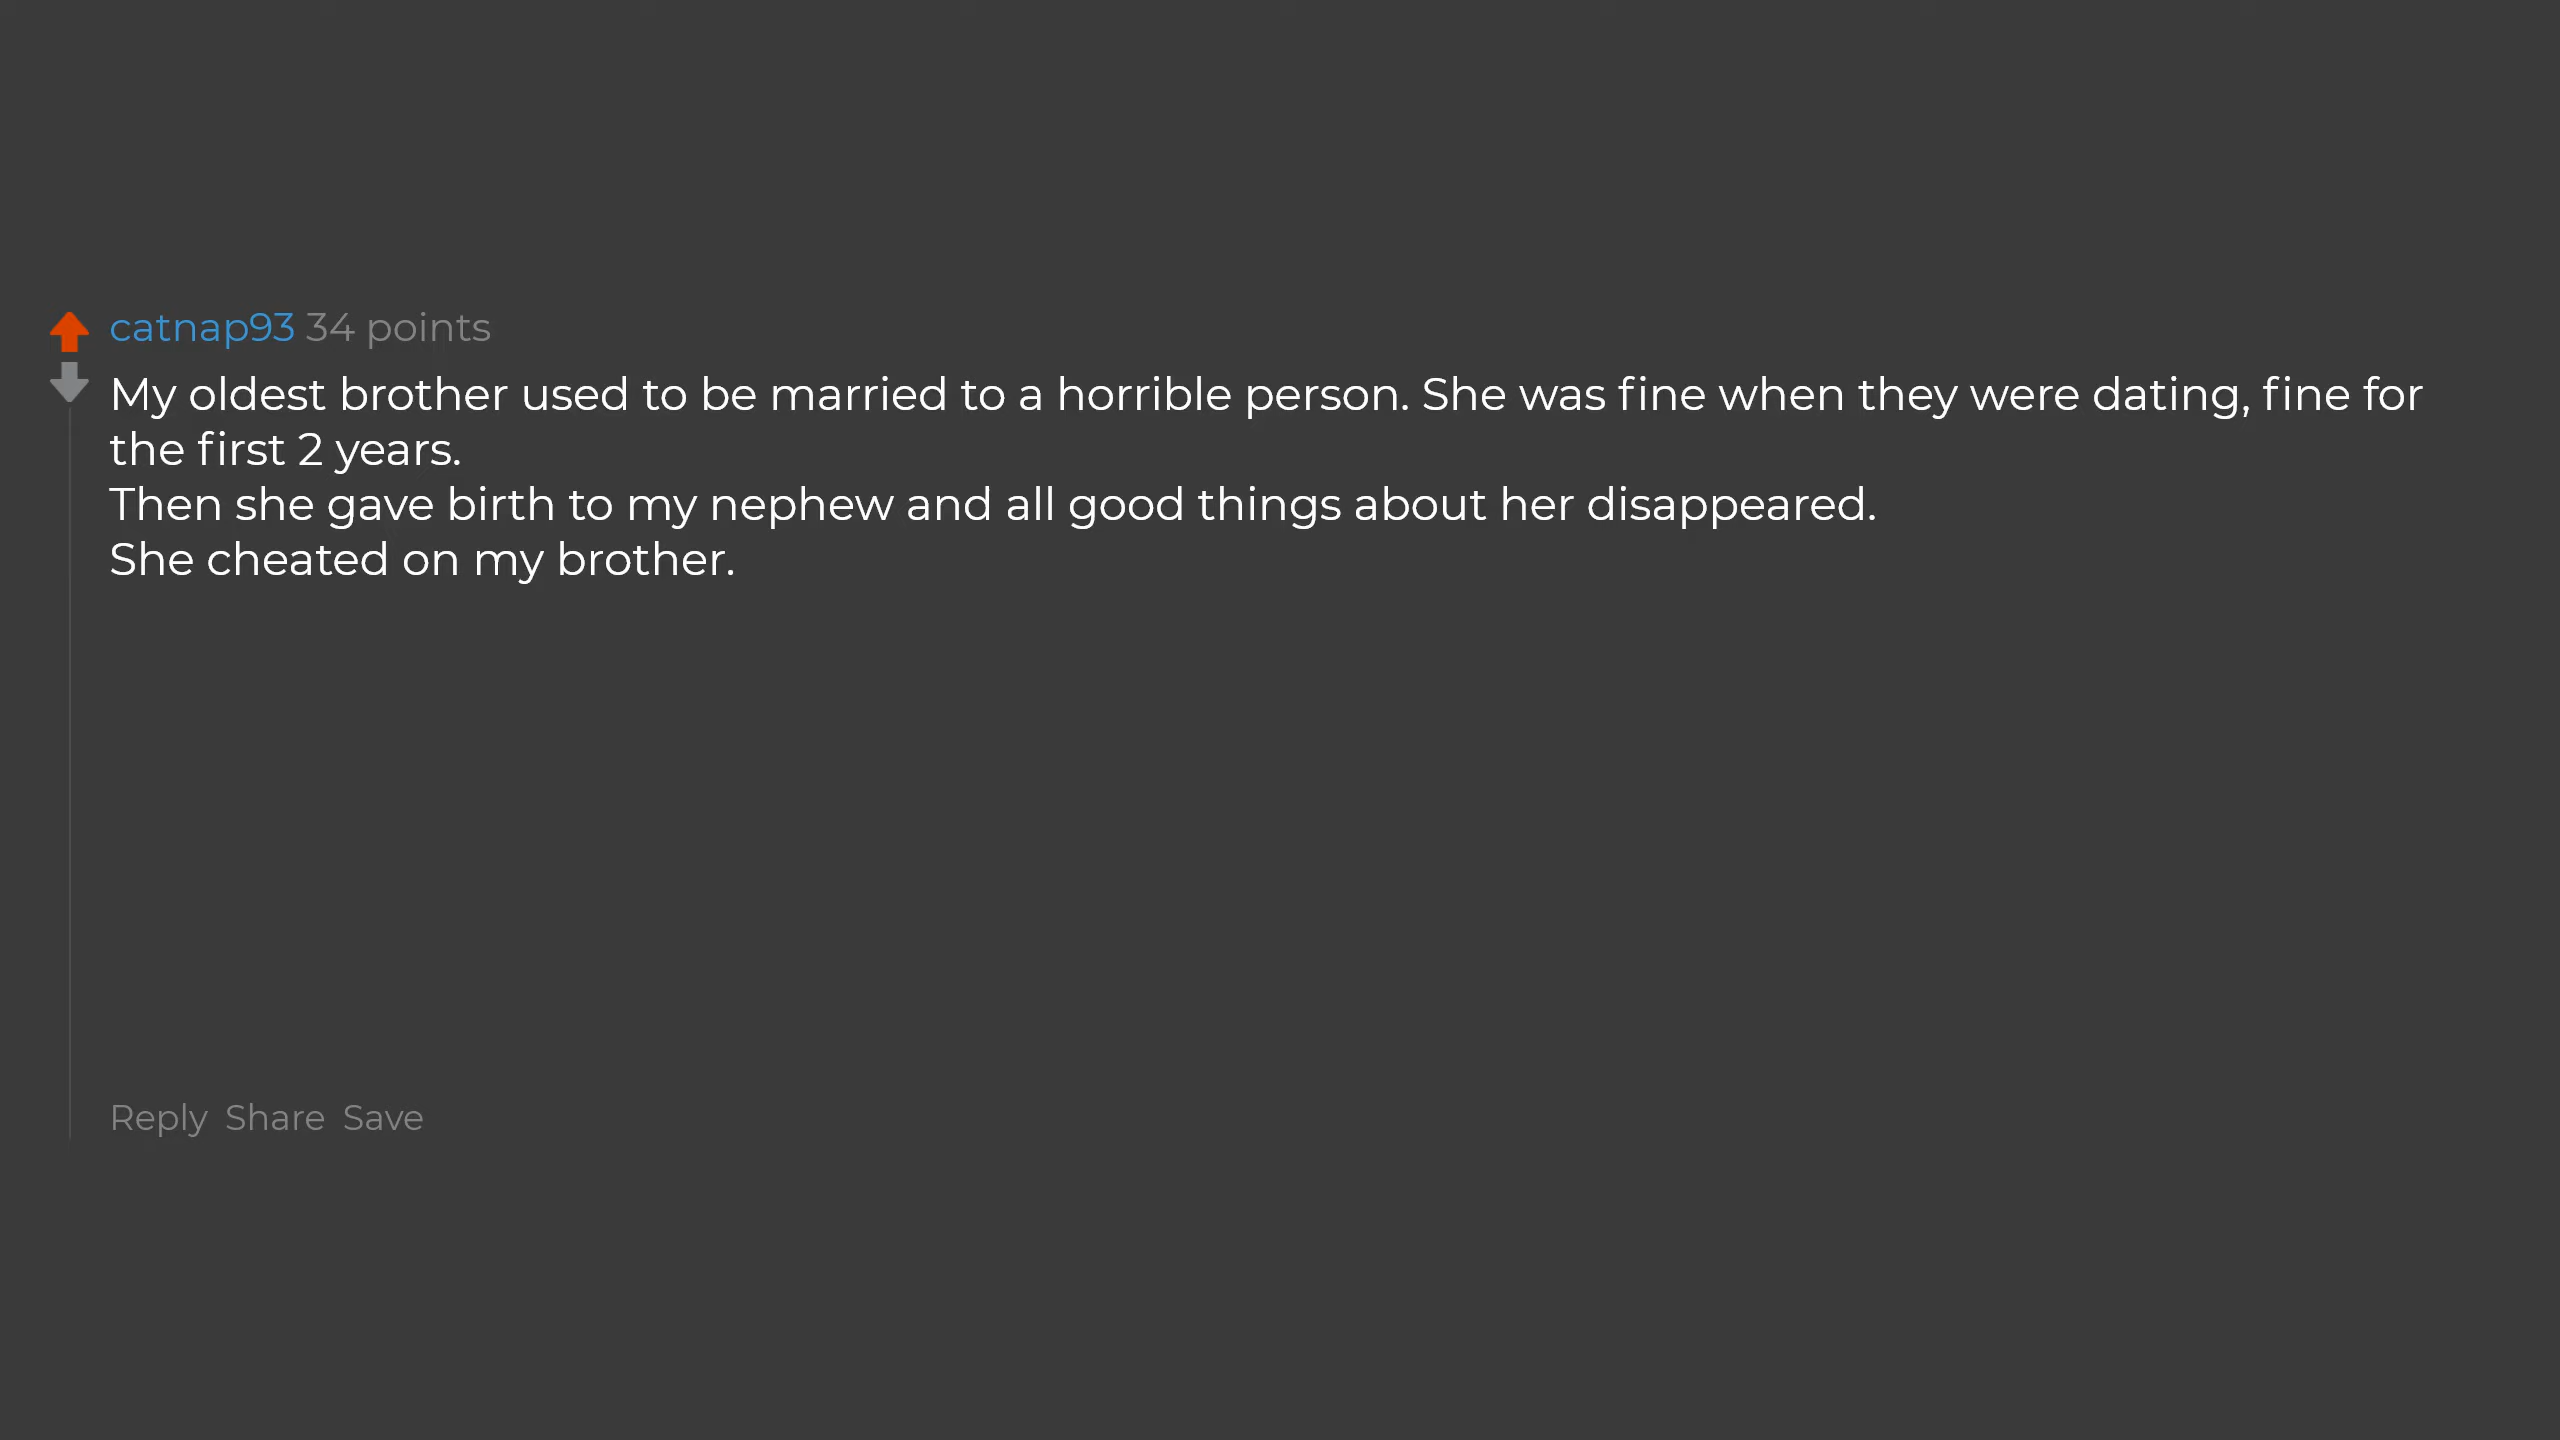 catnap93 34 points
My oldest brother used to be married to a horrible person. She was fine when they were dating, fine for
the first 2 years.
Then she gave birth to my nephew and all good things about her disappeared.
She cheated on my brother.
Reply Share Save